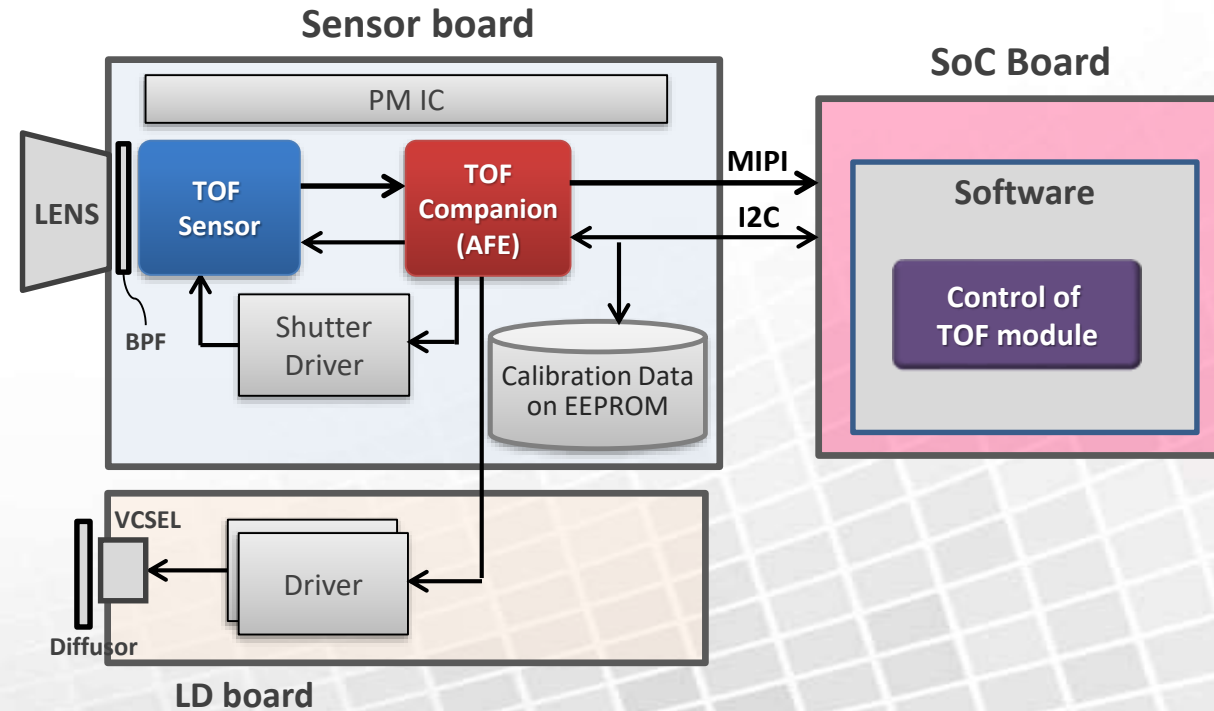 Sensor board
SoC Board
PM IC
LENS
BPF
TOF
Sensor
TOF
Companion
(AFE)
Shutter
Driver
Calibration Data
on EEPROM
MIPI
I2C
Software
Control of
TOF module
VCSEL
Driver
Diffusor
LD board